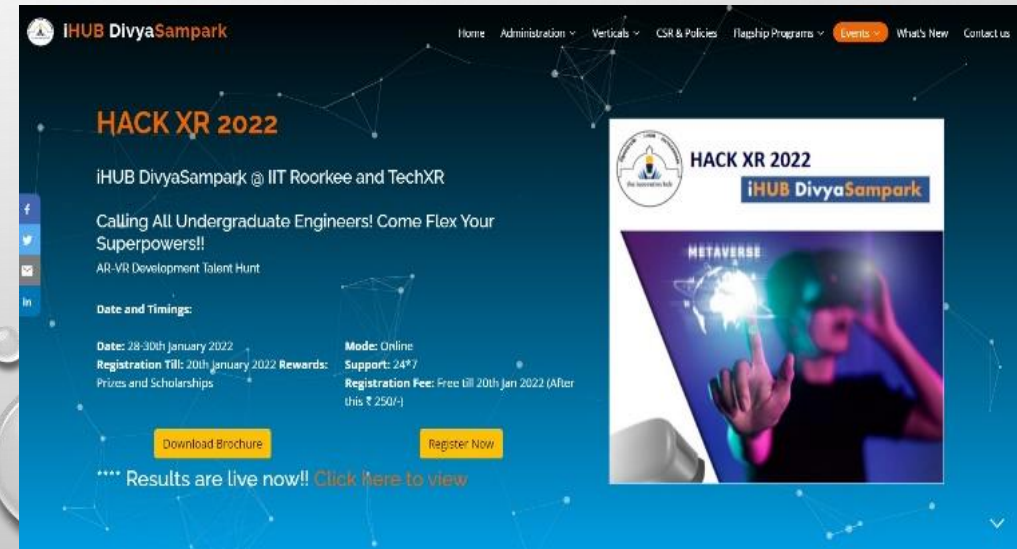 iHUB DivyaSampark
Home Administration Verticals CSR & Policies Flagship Programs Events What's New Contact us
HACK XR 2022
iHUB DivyaSampark @ IIT Roorkee and TechXR
Calling All Undergraduate Engineers! Come Flex Your
Superpowers!!
AR-VR Development Talent Hunt
Date and Timings:
Date: 28-30th January 2022
Registration Till: 20th January 2022 Rewards:
Prizes and Scholarships
Mode: Online
Support: 24*7
Registration Fee: Free till 20th Jan 2022 (After
this ₹ 250/-)
Download Brochure
Register Now
**** Results are live now!! Click here to view
HACK XR 2022
iHUB DivyaSampark
METAVERSE
f
in